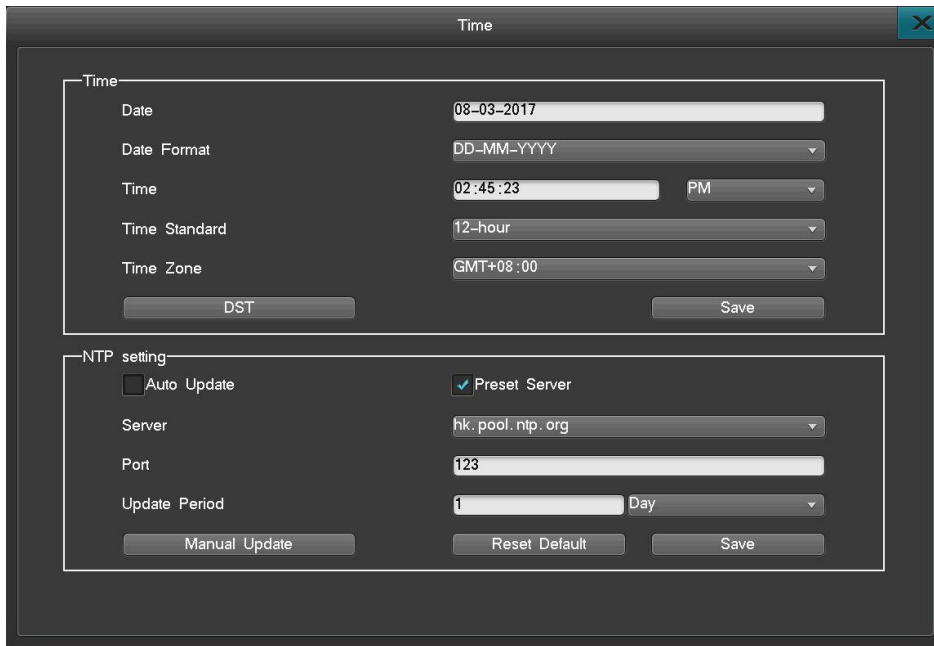 Time
Time
Date 08-03-2017
Date Format DD-MM-YYYY
Time 02:45:23 PM
Time Standard 12-hour
Time Zone GMT+08:00
DST Save
NTP setting
Auto Update Preset Server
Server hk.pool.ntp.org
Port 123
Update Period 1 Day
Manual Update Reset Default Save